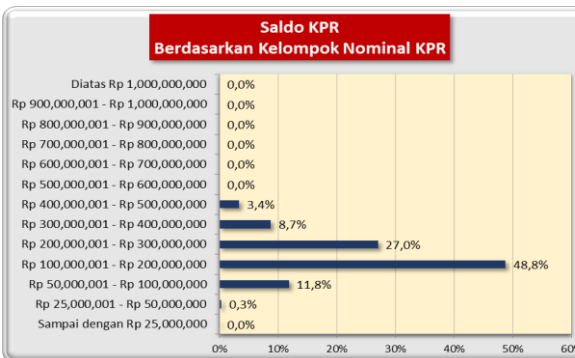 Saldo KPR
Berdasarkan Kelompok Nominal KPR
Diatas Rp 1,000,000,000 0,0%
Rp 900,000,001 - Rp 1,000,000,000 0,0%
Rp 800,000,001 - Rp 900,000,000 0,0%
Rp 700,000,001 - Rp 800,000,000 0,0%
Rp 600,000,001 - Rp 700,000,000 0,0%
Rp 500,000,001 - Rp 600,000,000 0,0%
Rp 400,000,001 - Rp 500,000,000 3,4%
Rp 300,000,001 - Rp 400,000,000 8,7%
Rp 200,000,001 - Rp 300,000,000 27,0%
Rp 100,000,001 - Rp 200,000,000 48,8%
Rp 50,000,001 - Rp 100,000,000 11,8%
Rp 25,000,001 - Rp 50,000,000 0,3%
Sampai dengan Rp 25,000,000 0,0%
0% 10% 20% 30% 40% 50% 60%